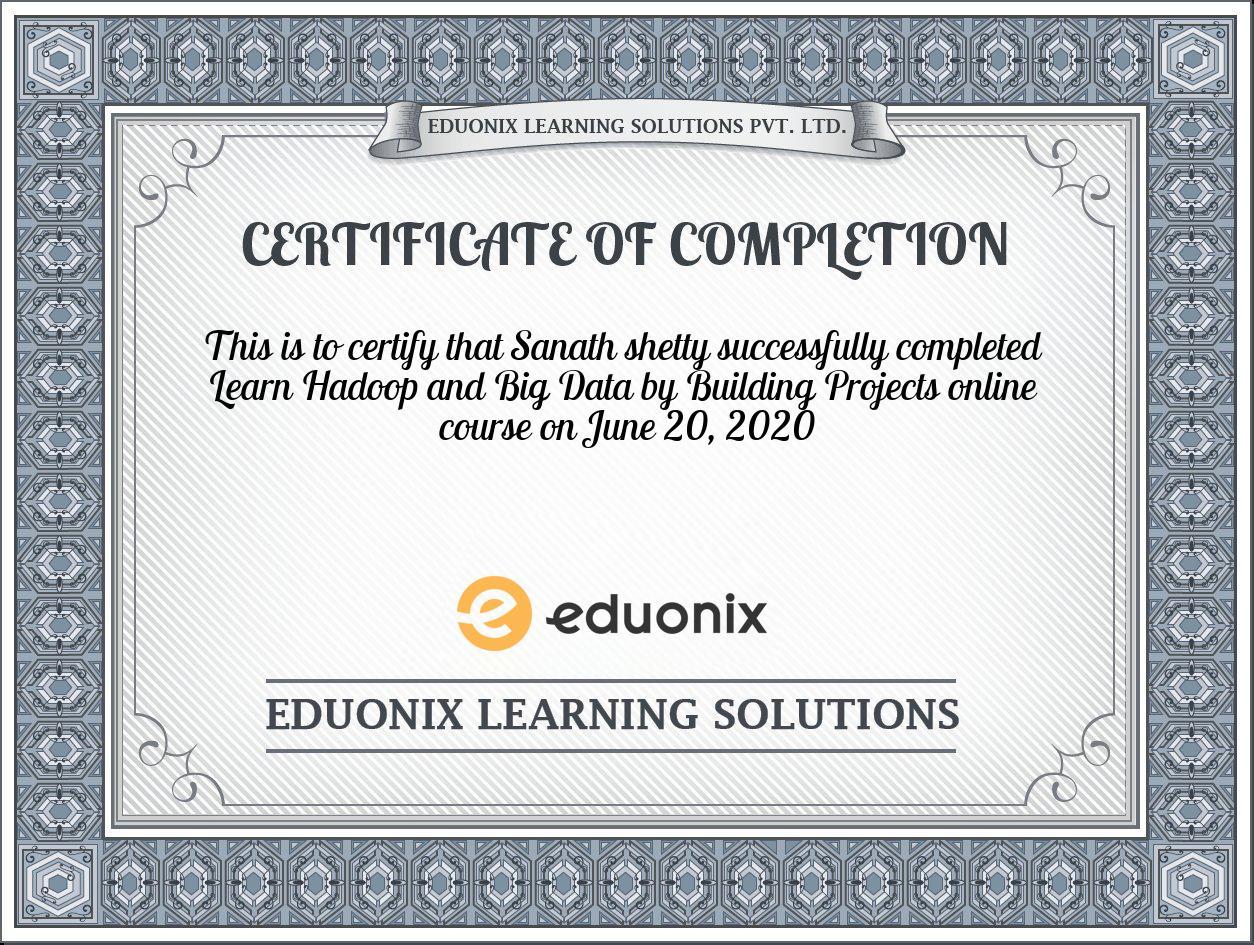 EDUONIX LEARNING SOLUTIONS PVT. LTD.
CERTIFICATE OF COMPLETION
This is to certify that Sanath shetty successfully completed
Learn Hadoop and Big Data by Building Projects online
course on June 20, 2020
eduonix
EDUONIX LEARNING SOLUTIONS